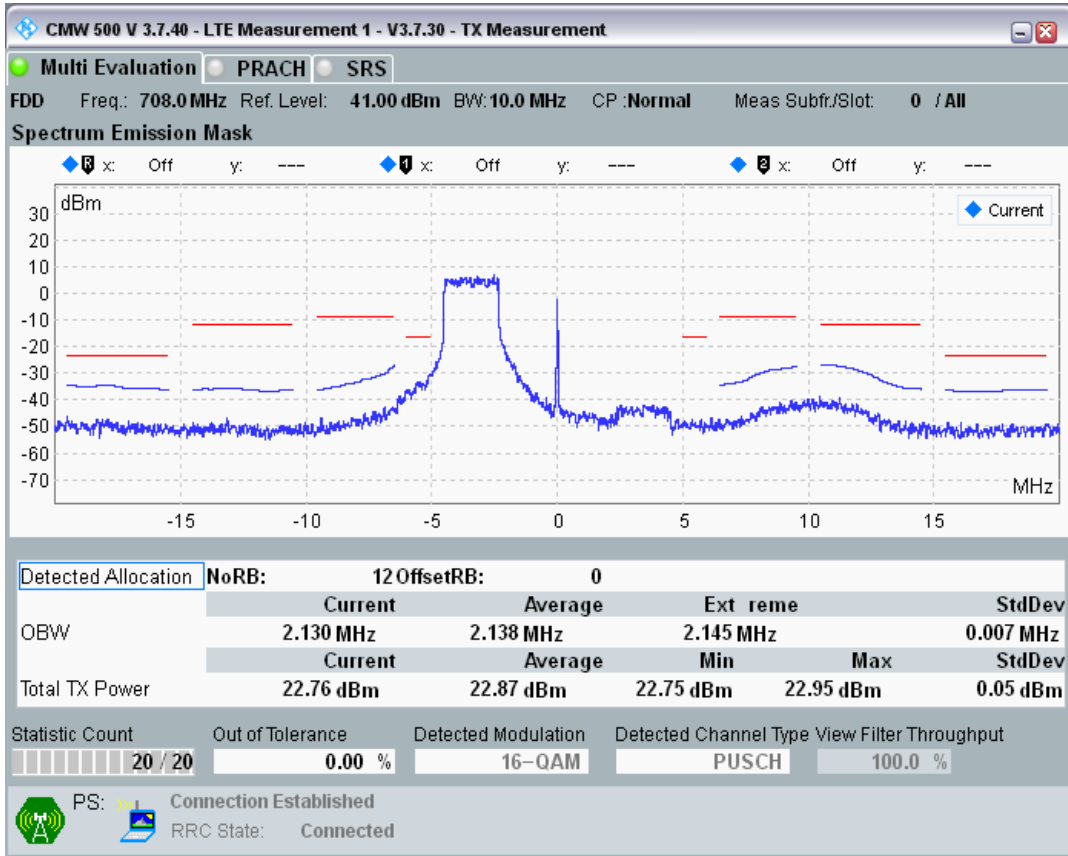 CMW 500 V 3.7.40 - LTE Measurement 1 - V3.7.30 - TX Measurement
Multi Evaluation PRACH SRS
FDD Freq.: 708.0 MHz Ref. Level: 41.00 dBm BW: 10.0 MHz CP :Normal Meas Subfr./Slot: 0 / All
Spectrum Emission Mask
R x: Off y: --- 1 x: Off y: --- 2 x: Off y: ---
dBm
Current
30
20
10
0
-10
-20
-30
-40
-50
-60
-70
MHz
-15 -10 -5 0 5 10 15
Detected Allocation NoRB: 12 OffsetRB: 0
Current Average Ext reme StdDev
OBW 2.130 MHz 2.138 MHz 2.145 MHz 0.007 MHz
Current Average Min Max StdDev
Total TX Power 22.76 dBm 22.87 dBm 22.75 dBm 22.95 dBm 0.05 dBm
Statistic Count Out of Tolerance Detected Modulation Detected Channel Type View Filter Throughput
20 / 20 0.00 % 16-QAM PUSCH 100.0 %
PS: Connection Established
RRC State: Connected